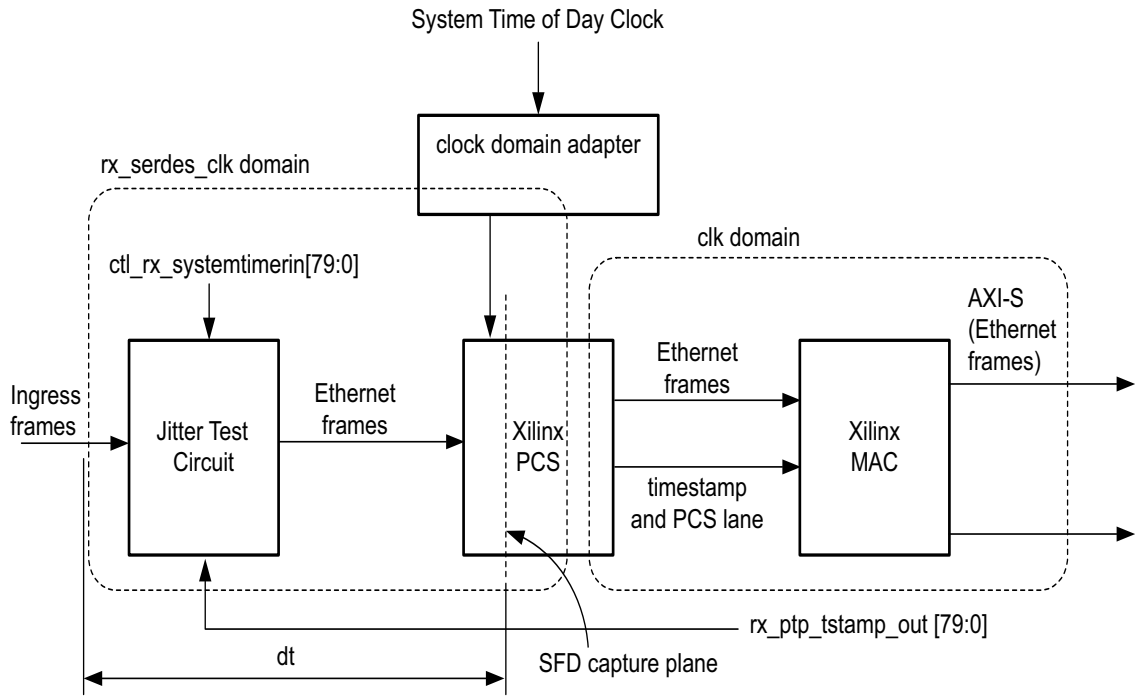 System Time of Day Clock
clock domain adapter
rx_serdes_clk domain
clk domain
ctl_rx_systemtimerin[79:0]
AXI-S
(Ethernet
frames)
Ingress
frames
Jitter Test
Circuit
Ethernet
frames
Xilinx
PCS
Ethernet
frames
timestamp
and PCS lane
Xilinx
MAC
rx_ptp_tstamp_out [79:0]
dt
SFD capture plane